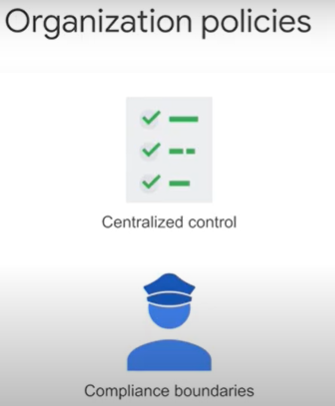 Organization policies
Centralized control
Compliance boundaries